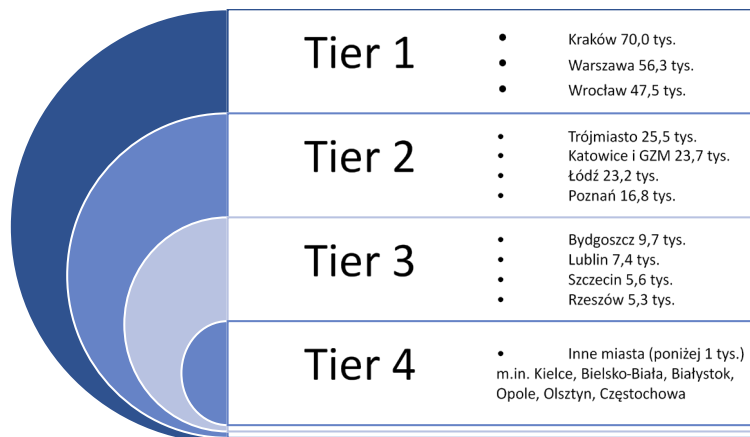 Tier 1
• Kraków 70,0 tys.
• Warszawa 56,3 tys.
• Wrocław 47,5 tys.
Tier 2
• Trójmiasto 25,5 tys.
• Katowice i GZM 23,7 tys.
• Łódź 23,2 tys.
• Poznań 16,8 tys.
Tier 3
• Bydgoszcz 9,7 tys.
• Lublin 7,4 tys.
• Szczecin 5,6 tys.
• Rzeszów 5,3 tys.
Tier 4
• Inne miasta (poniżej 1 tys.)
m.in. Kielce, Bielsko-Biała, Białystok,
Opole, Olsztyn, Częstochowa